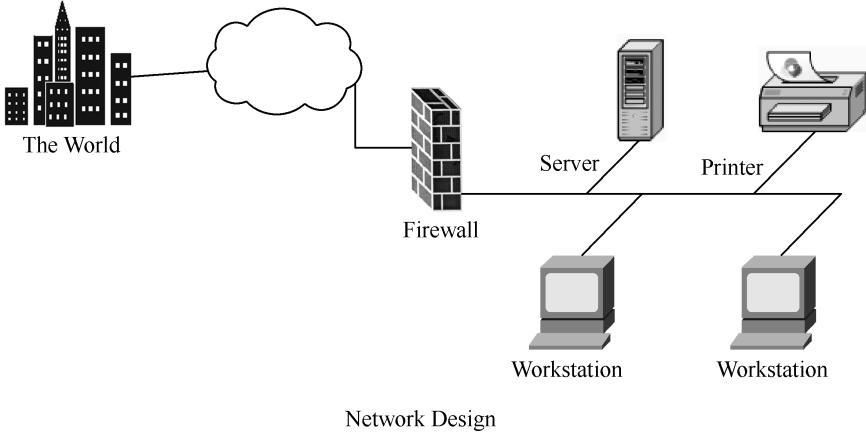 The World
Server
Printer
Firewall
Workstation
Workstation
Network Design